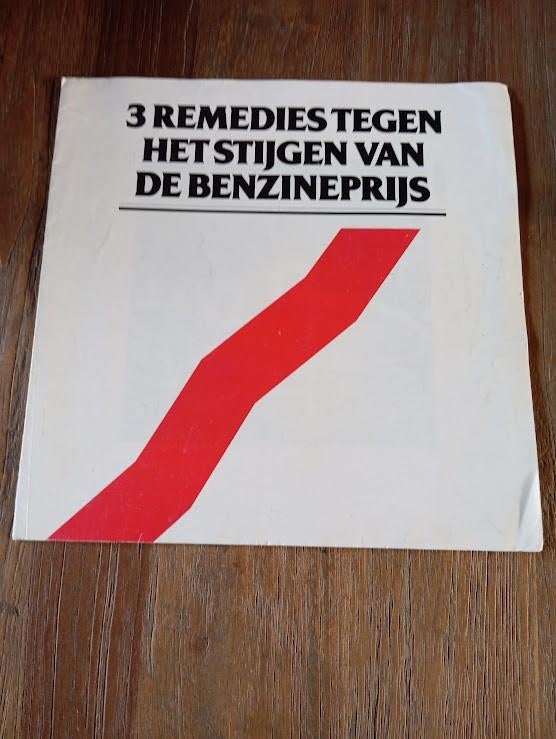 3 REMEDIES TEGEN
HET STIJGEN VAN
DE BENZINEPRIJS